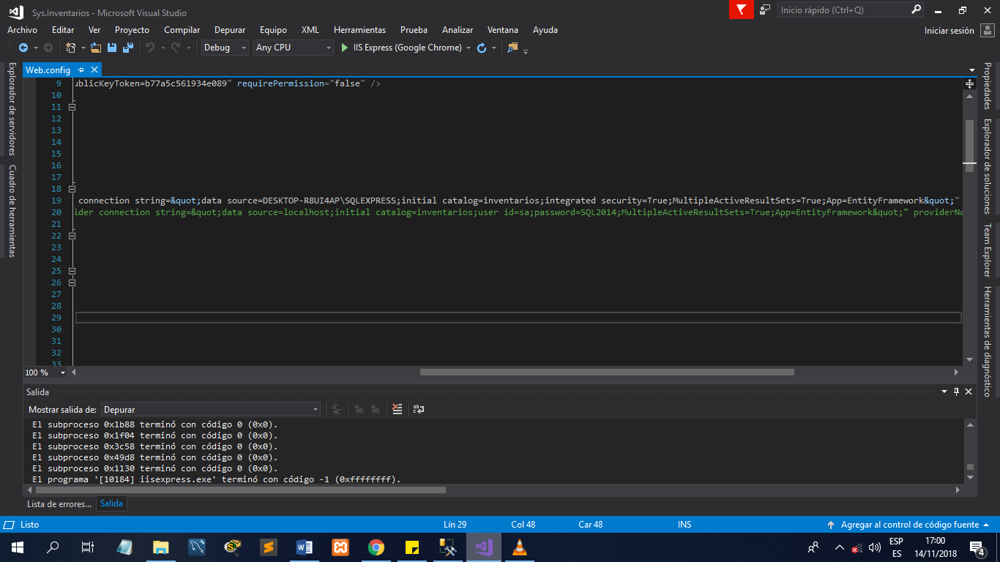 Sys.Inventarios - Microsoft Visual Studio
Inicio rápido (Ctrl+Q)
Archivo Editar Ver Proyecto Compilar Depurar Equipo XML Herramientas Prueba Analizar Ventana Ayuda
Iniciar sesión
Debug Any CPU IIS Express (Google Chrome)
Explorador de servidores
Cuadro de herramientas
Web.config
9 ublicKeyToken=b77a5c561934e089" requirePermission="false" />
10
11
12
13
14
15
16
17
18
19 connection string=&quot;data source=DESKTOP-R8UI4AP\SQLEXPRESS;initial catalog=inventarios;integrated security=True;MultipleActiveResultSets=True;App=EntityFramework&quot;"
20 ider connection string=&quot;data source=localhost;initial catalog=inventarios;user id=sa;password=SQL2014;MultipleActiveResultSets=True;App=EntityFramework&quot;" providerNa
21
22
23
24
25
26
27
28
29
30
31
32
33
100 %
Propiedades
Explorador de soluciones
Team Explorer
Herramientas de diagnóstico
Salida
Mostrar salida de: Depurar
El subproceso 0x1b88 terminó con código 0 (0x0).
El subproceso 0x1f04 terminó con código 0 (0x0).
El subproceso 0x3c58 terminó con código 0 (0x0).
El subproceso 0x49d8 terminó con código 0 (0x0).
El subproceso 0x1130 terminó con código 0 (0x0).
El programa '[10184] iisexpress.exe' terminó con código -1 (0xffffffff).
Lista de errores... Salida
Listo Lín 29 Col 48 Car 48 INS Agregar al control de código fuente
ESP
ES
17:00
14/11/2018
4